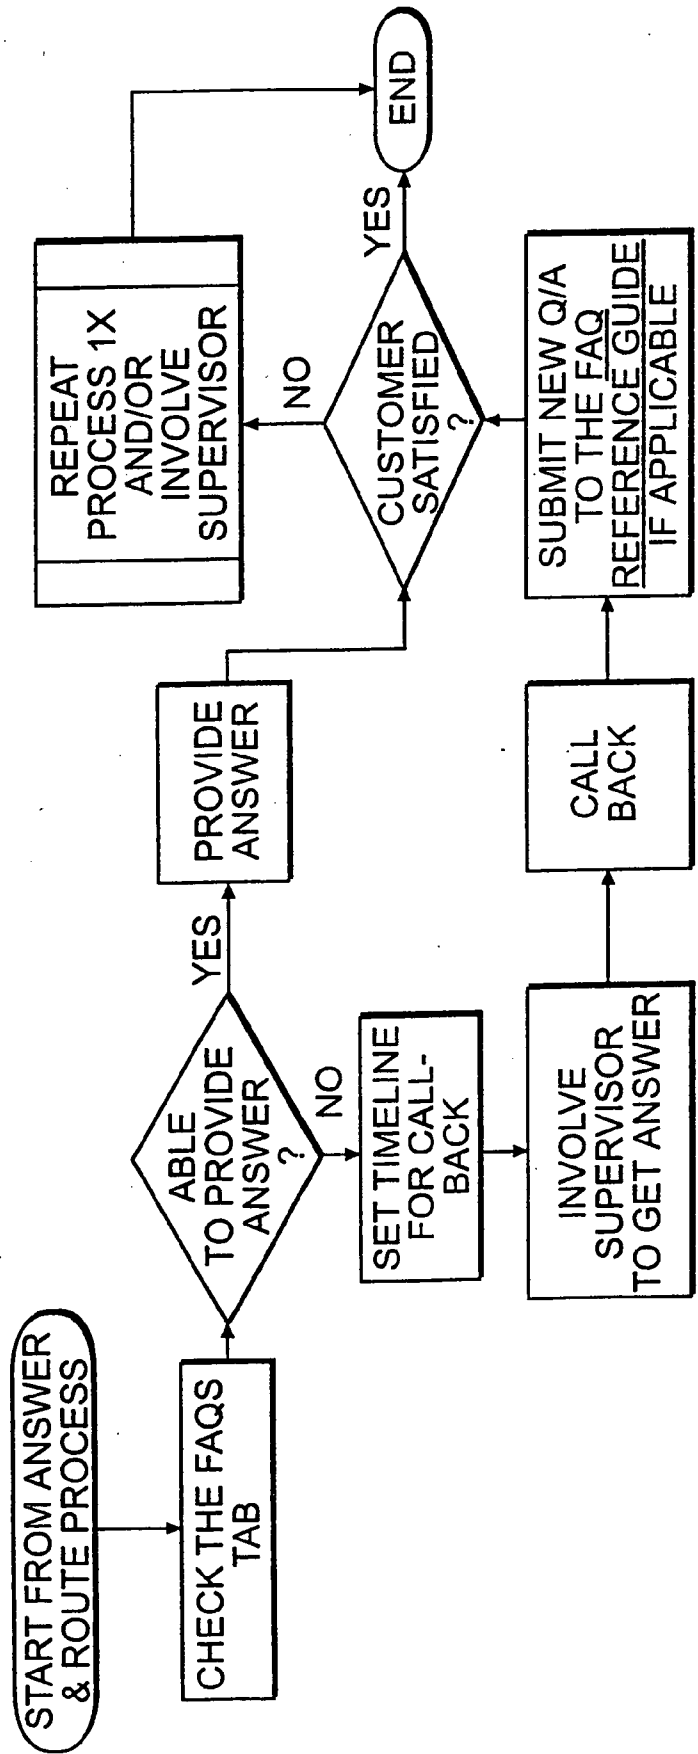 START FROM ANSWER
& ROUTE PROCESS
CHECK THE FAQS
TAB
ABLE
TO PROVIDE
ANSWER
?
YES
NO
PROVIDE
ANSWER
SET TIMELINE
FOR CALL-
BACK
INVOLVE
SUPERVISOR
TO GET ANSWER
CALL
BACK
SUBMIT NEW Q/A
TO THE FAQ
REFERENCE GUIDE
IF APPLICABLE
CUSTOMER
SATISFIED
?
NO
YES
REPEAT
PROCESS 1X
AND/OR
INVOLVE
SUPERVISOR
END